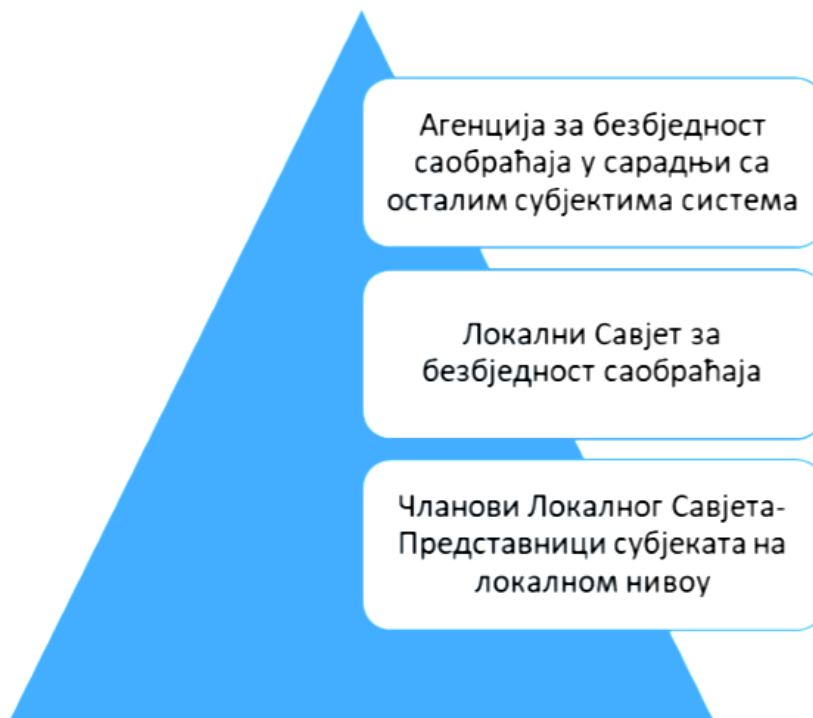 Агенција за безбједност
саобраћаја у сарадњи са
осталим субјектима система
Локални Савјет за
безбједност саобраћаја
Чланови Локалног Савјета-
Представници субјеката на
локалном нивоу